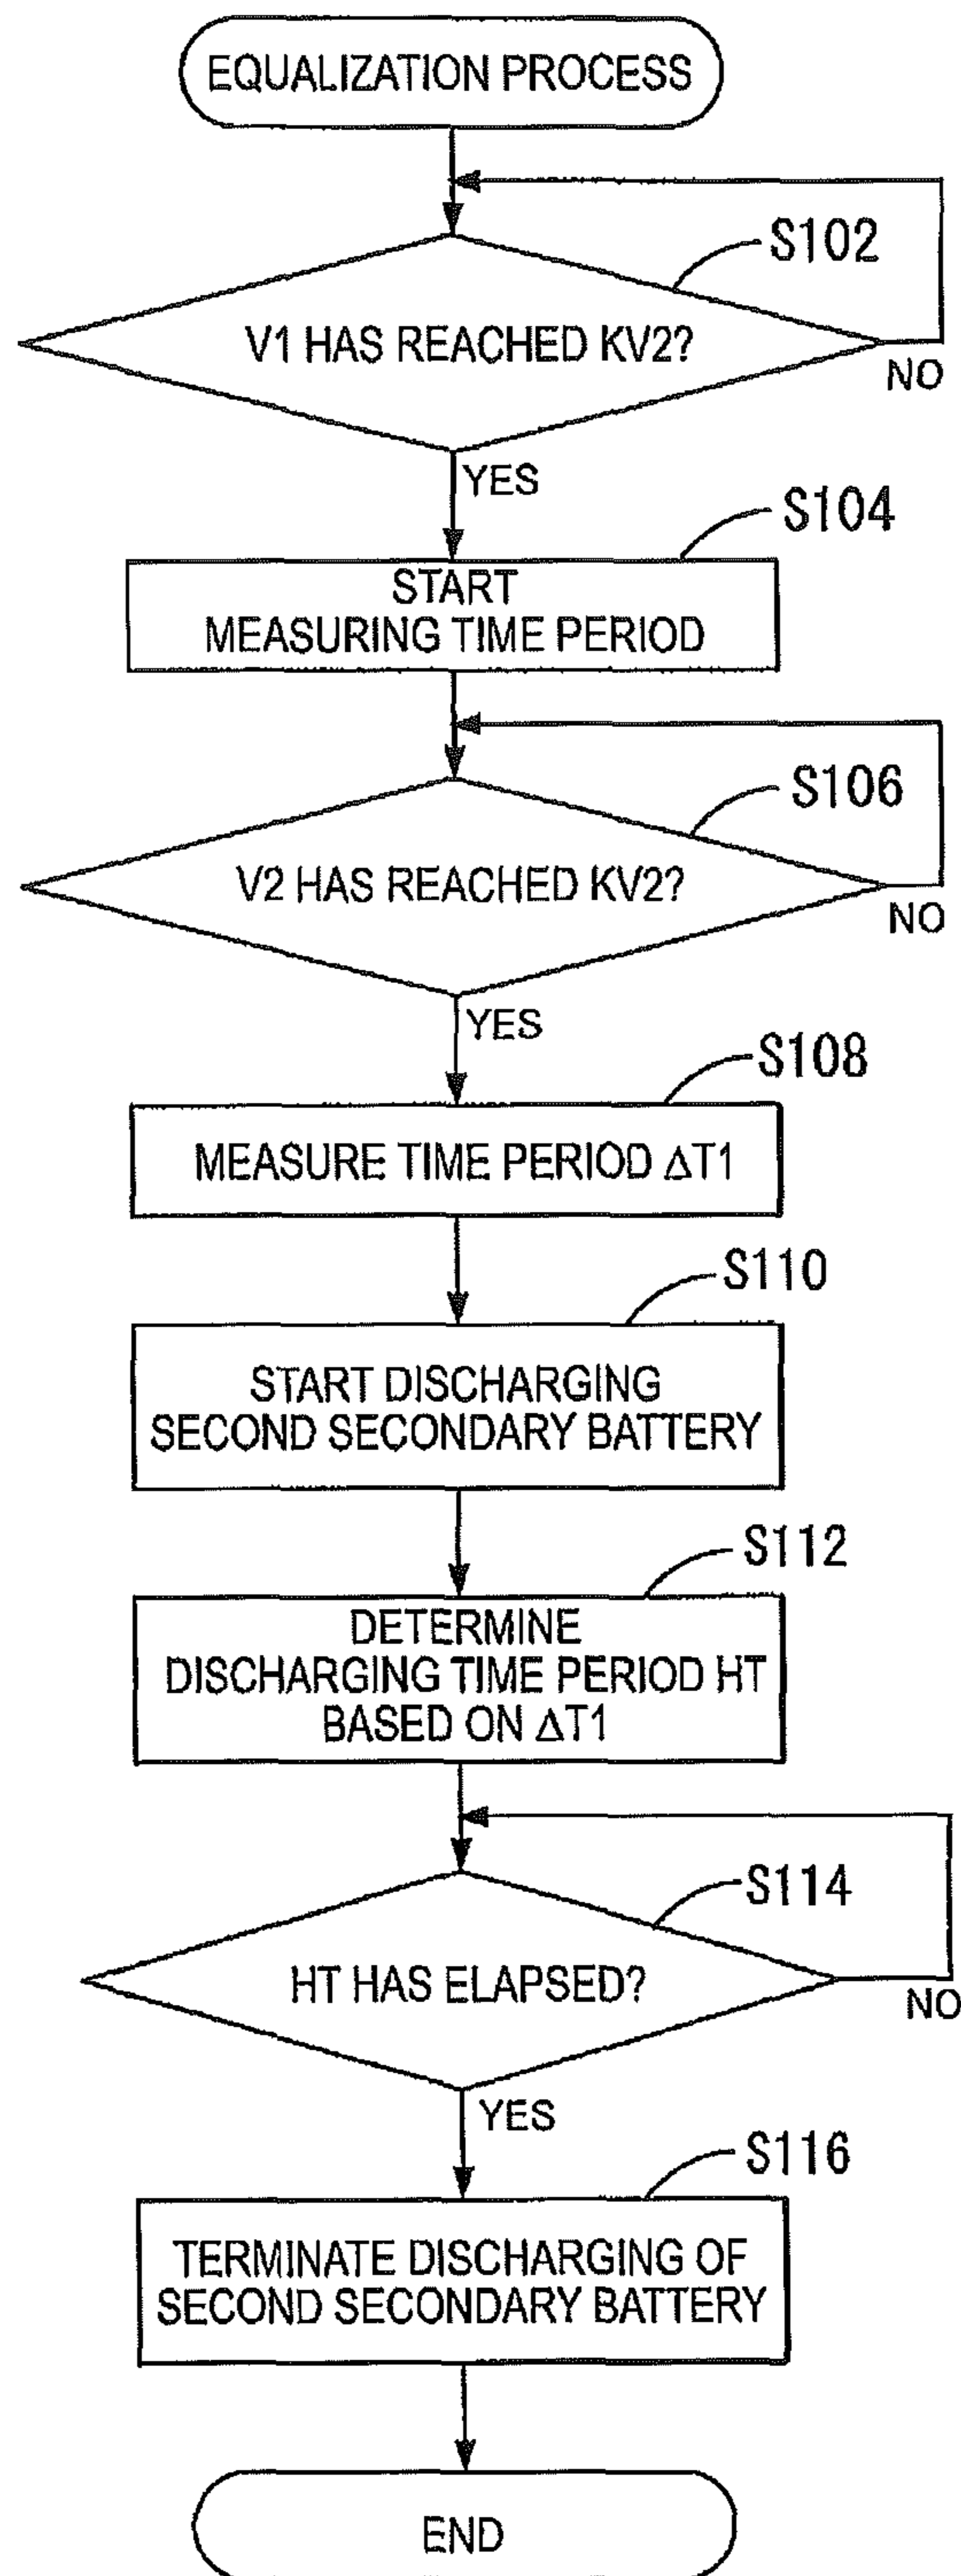 EQUALIZATION PROCESS
S102
V1 HAS REACHED KV2?
NO
YES
S104
START
MEASURING TIME PERIOD
S106
V2 HAS REACHED KV2?
NO
YES
S108
MEASURE TIME PERIOD ΔT1
S110
START DISCHARGING
SECOND SECONDARY BATTERY
S112
DETERMINE
DISCHARGING TIME PERIOD HT
BASED ON ΔT1
S114
HT HAS ELAPSED?
NO
YES
S116
TERMINATE DISCHARGING OF
SECOND SECONDARY BATTERY
END